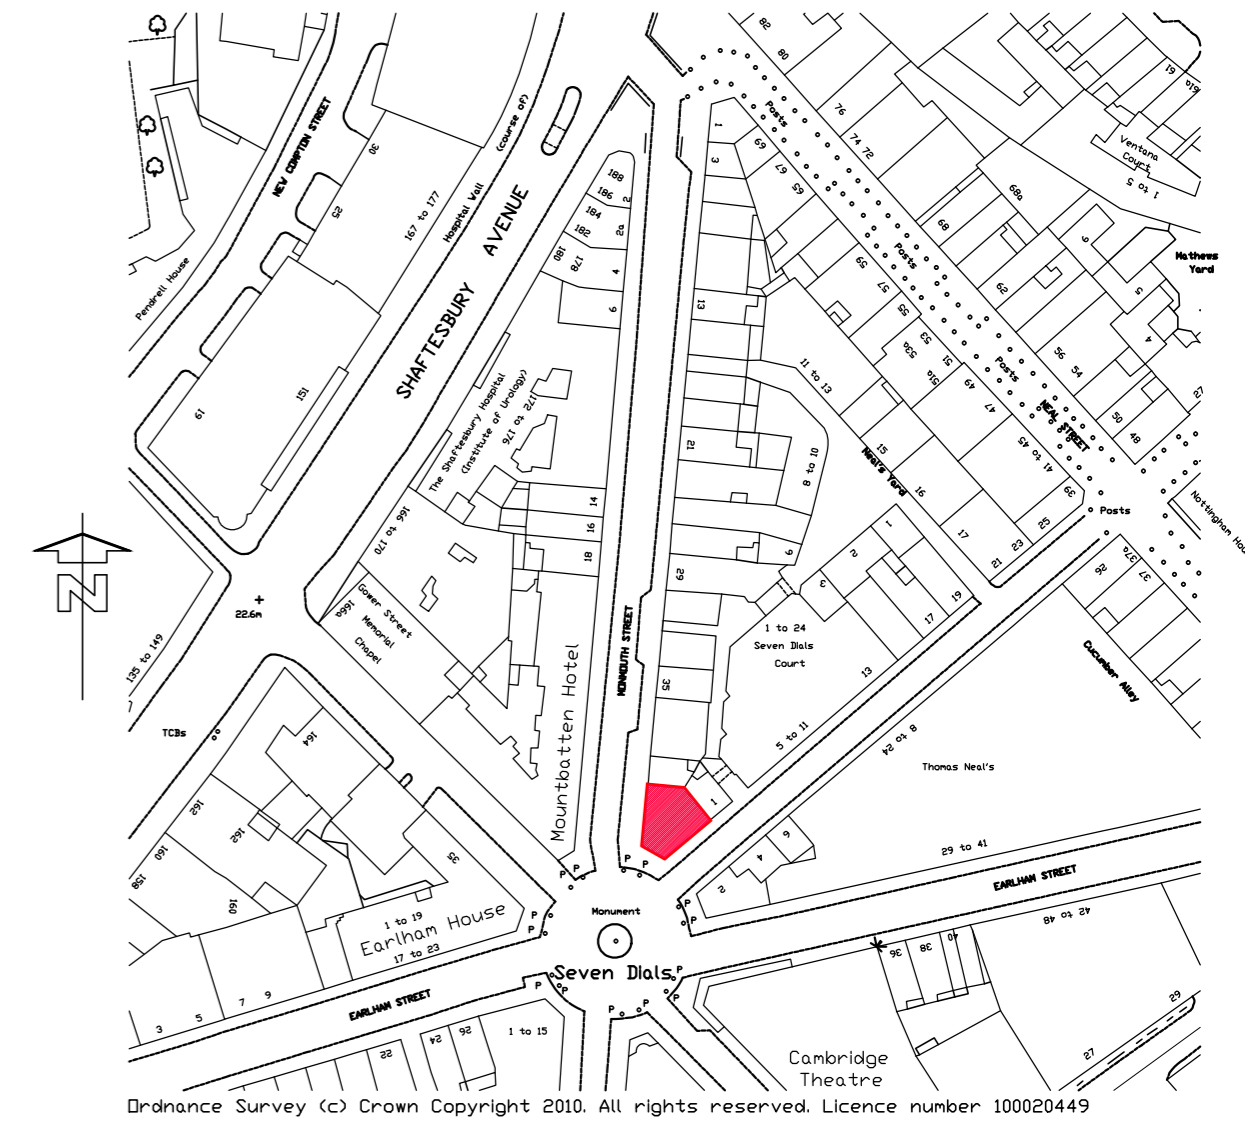 NEW COMPTON STREET
Pendrell House
30
25
167 to 177
Hospital Wall
(course of)
SHAFTESBURY AVENUE
61
151
188
186
2
184
2a
182
180
178
4
6
1
3
13
21
29
35
82
80
76
74
72
Posts
69
67
65
68
68a
Ventana
Court
1 to 5
61
61a
Mathews
Yard
6
5
4
Posts
59
57
55
53
53a
51
51a
49
47
62
56
54
50
48
Posts
NEAL STREET
41 to 45
39
11 to 13
15
16
17
Neal's Yard
8 to 10
6
21
23
25
Posts
Nottingham Hou
27
26
37a
37
The Shaftesbury Hospital
(Institute of Urology)
172 to 176
14
16
18
166 to 170
166a
Gower Street
Memorial
Chapel
22.6m
N
135 to 149
TCBs
Mountbatten Hotel
MONMOUTH STREET
1
2
3
19
17
13
1 to 24
Seven Dials
Court
5 to 11
1
Cucumber Alley
8 to 24
Thomas Neal's
164
162
162
160
158
160
35
1 to 19
Earlham House
17 to 23
3
5
7
9
EARLHAM STREET
22
24
26
1 to 15
P P
P P
P
P
P
P
Monument
Seven Dials
P
P
P P
P
2
4
6
29 to 41
EARLHAM STREET
42 to 48
36
38
40
29
27
Cambridge
Theatre
Ordnance Survey (c) Crown Copyright 2010. All rights reserved. Licence number 100020449